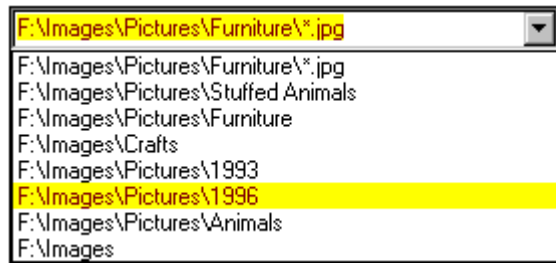 F:\Images\Pictures\Furniture\*.jpg
F:\Images\Pictures\Furniture\*.jpg
F:\Images\Pictures\Stuffed Animals
F:\Images\Pictures\Furniture
F:\Images\Crafts
F:\Images\Pictures\1993
F:\Images\Pictures\1996
F:\Images\Pictures\Animals
F:\Images